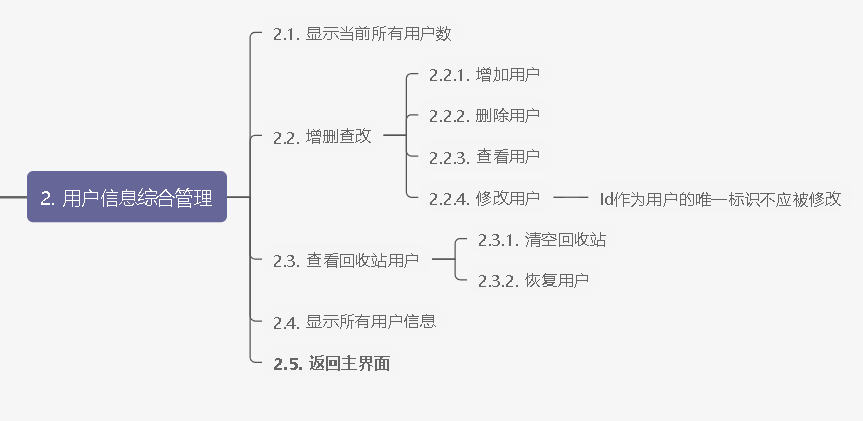 2. 用户信息综合管理
2.1. 显示当前所有用户数
2.2. 增删查改
2.2.1. 增加用户
2.2.2. 删除用户
2.2.3. 查看用户
2.2.4. 修改用户
Id作为用户的唯一标识不应被修改
2.3. 查看回收站用户
2.3.1. 清空回收站
2.3.2. 恢复用户
2.4. 显示所有用户信息
2.5. 返回主界面